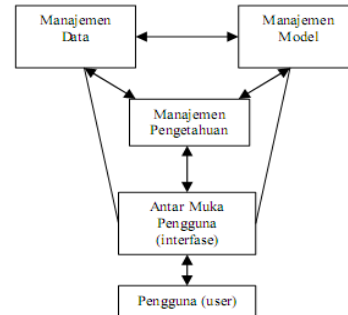 Manajemen
Data
Manajemen
Model
Manajemen
Pengetahuan
Antar Muka
Pengguna
(interfase)
Pengguna (user)